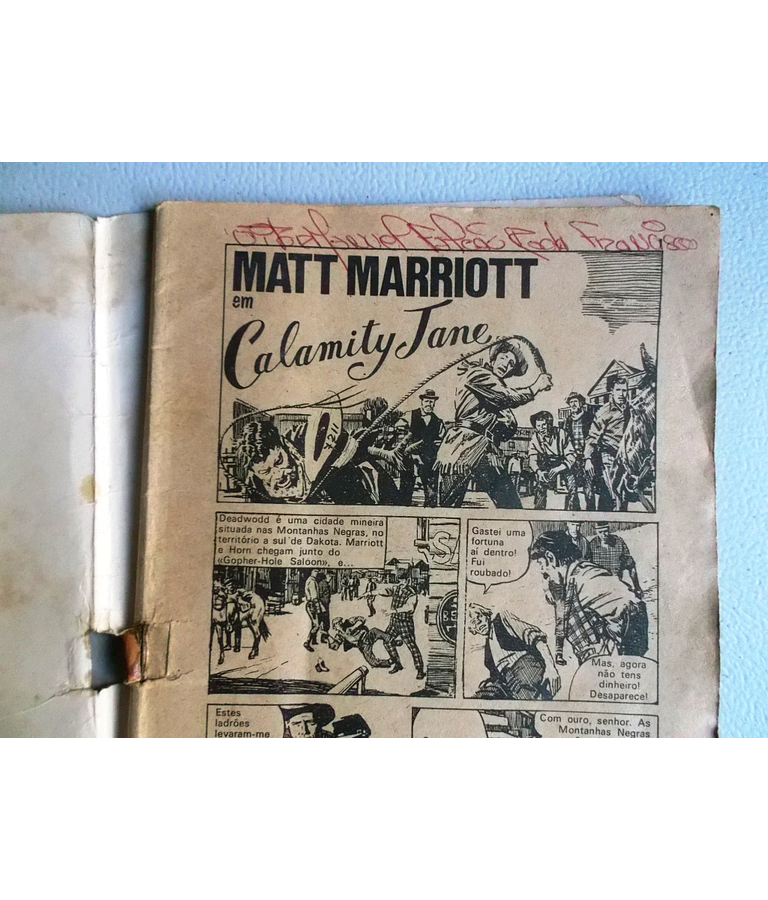 MATT MARRIOTT
em
Calamity Jane
Deadwodd é uma cidade mineira
situada nas Montanhas Negras, no
território a sul de Dakota. Marriott
e Horn chegam junto do
«Gopher-Hole Saloon», e...
Gastei uma
fortuna
aí dentro!
Fui
roubado!
Mas, agora
não tens
dinheiro!
Desaparece!
Estes
ladrões
levaram-me
Com ouro, senhor. As
Montanhas Negras